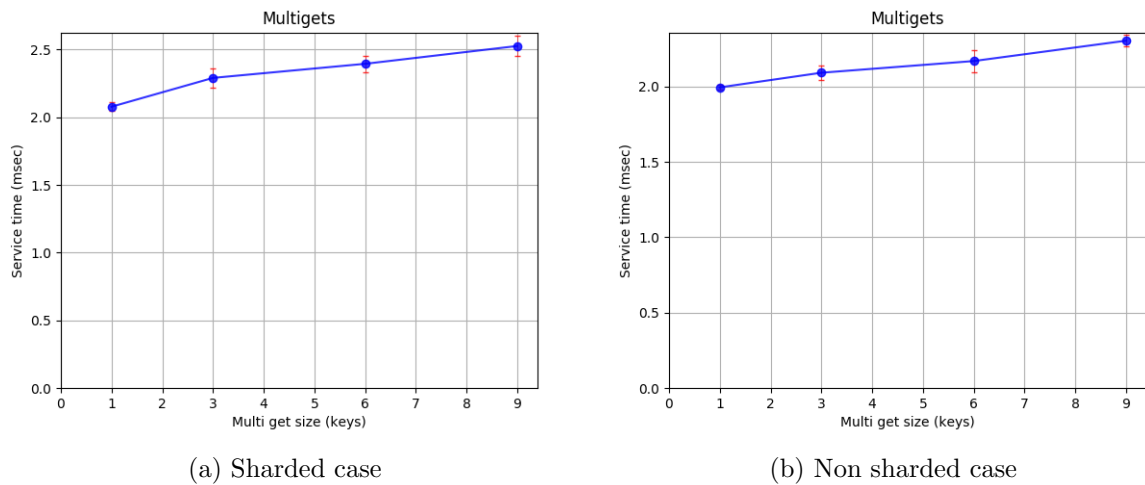 Multigets
2.5
2.0
1.5
1.0
0.5
0.0
Service time (msec)
0 1 2 3 4 5 6 7 8 9
Multi get size (keys)
(a) Sharded case
Multigets
2.0
1.5
1.0
0.5
0.0
Service time (msec)
0 1 2 3 4 5 6 7 8 9
Multi get size (keys)
(b) Non sharded case